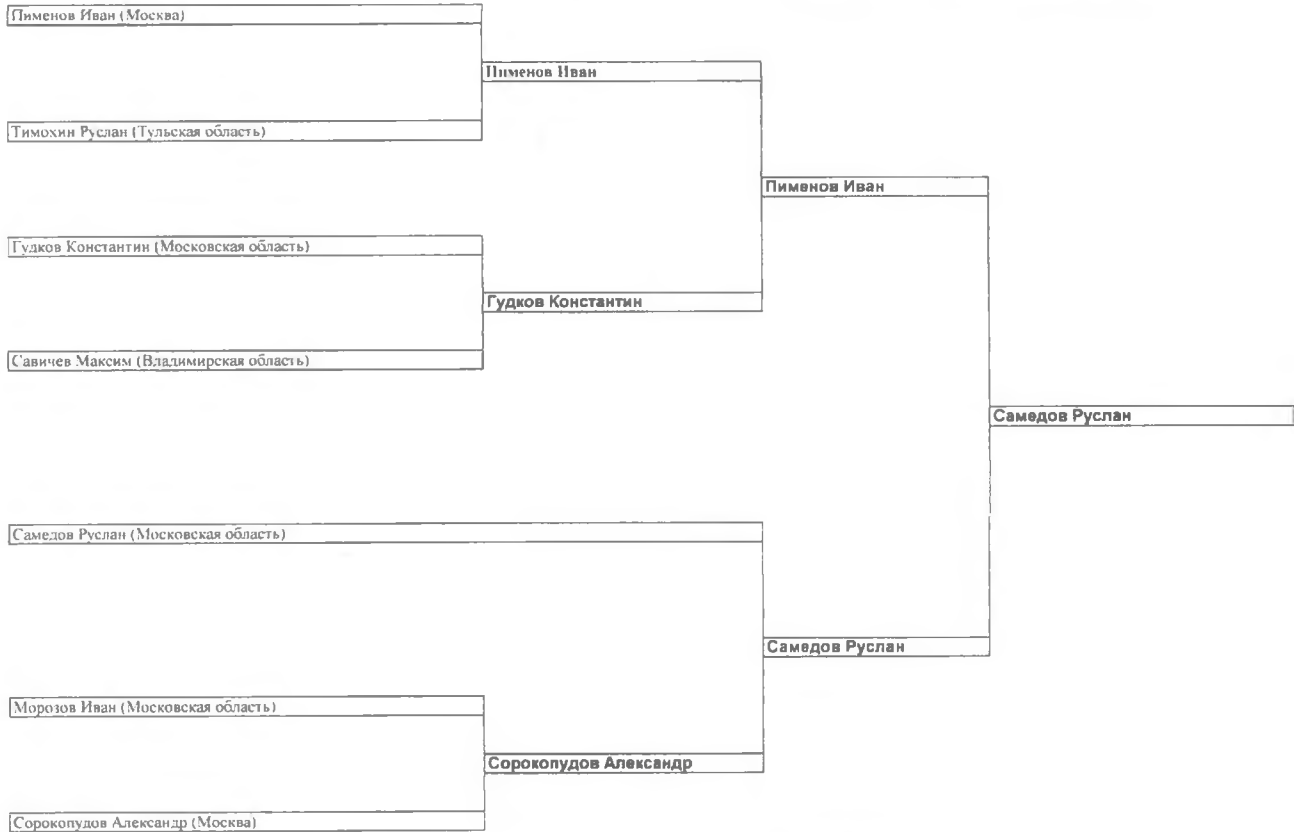 Пименов Иван (Москва)
Пименов Иван
Тимохин Руслан (Тульская область)
Пименов Иван
Гудков Константин (Московская область)
Гудков Константин
Савичев Максим (Владимирская область)
Самедов Руслан
Самедов Руслан (Московская область)
Самедов Руслан
Морозов Иван (Московская область)
Сорокопудов Александр
Сорокопудов Александр (Москва)